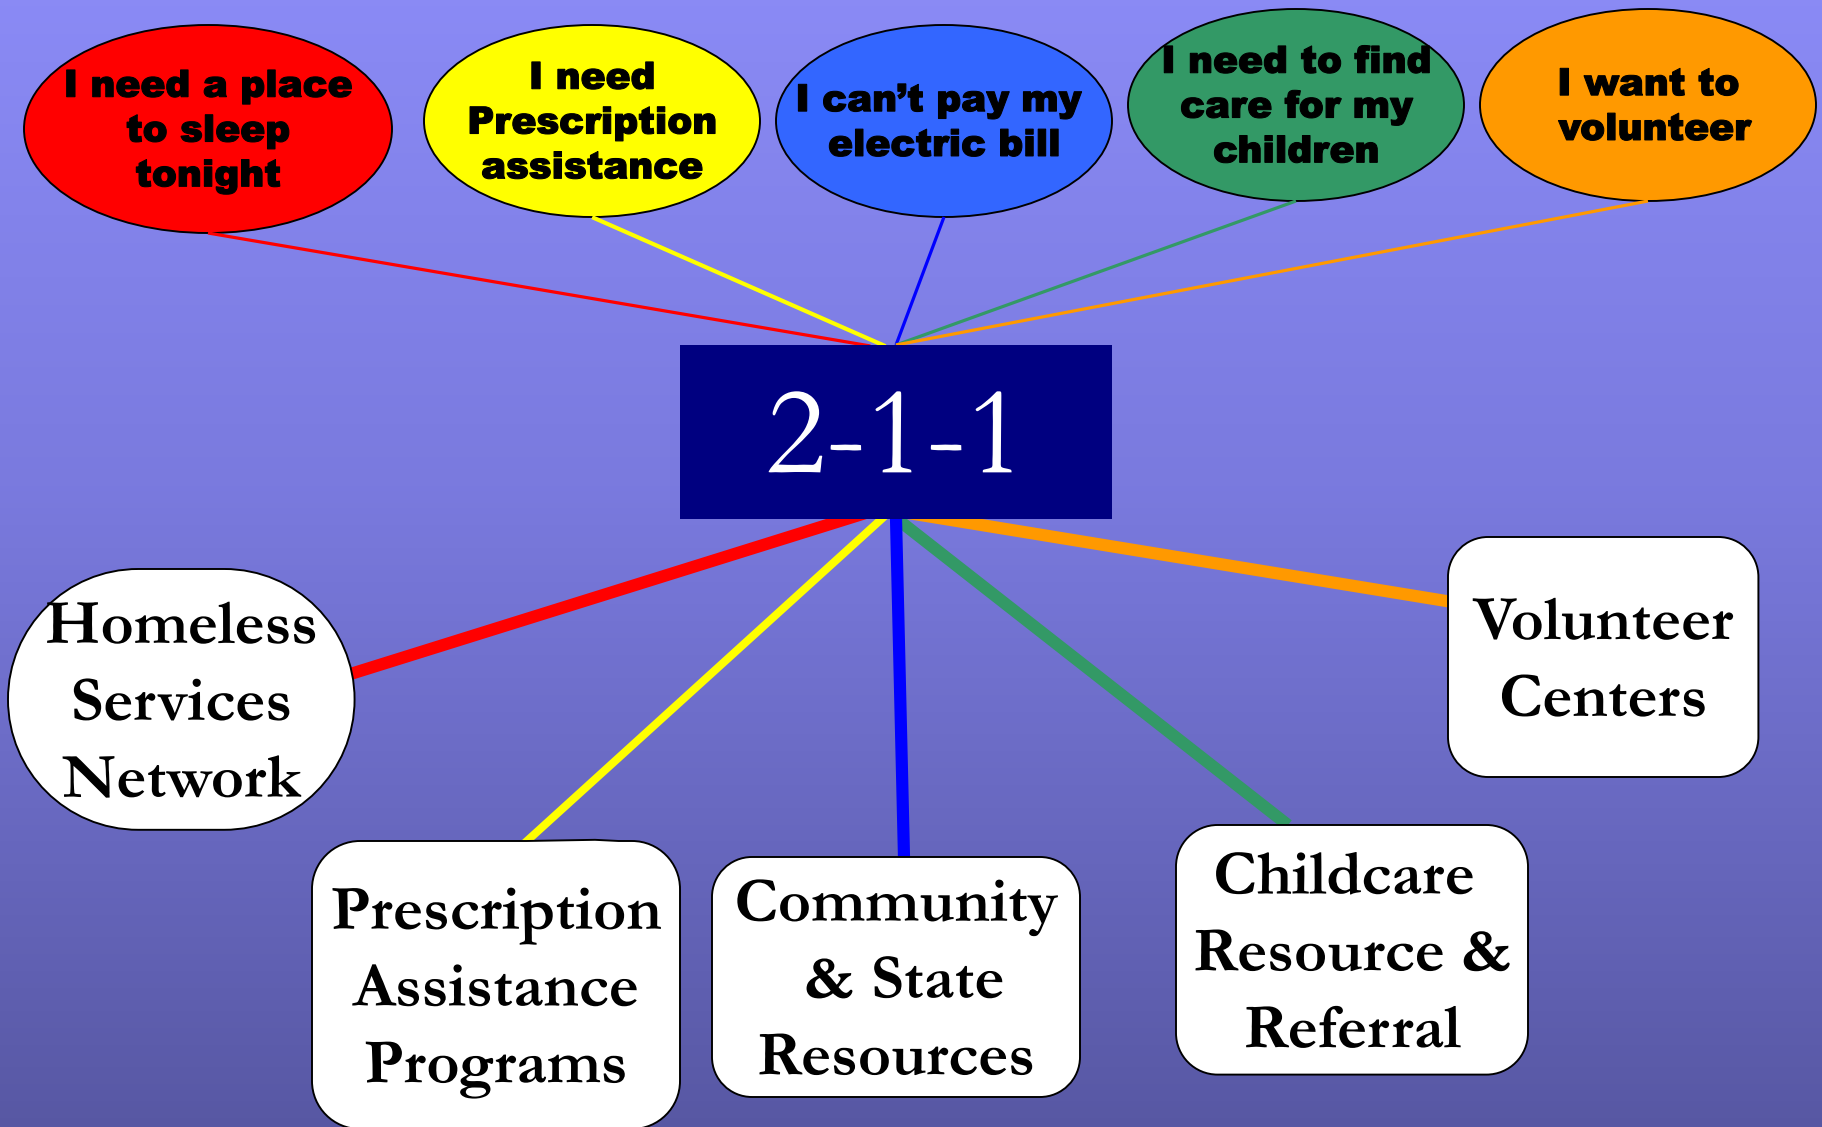 I need a place
to sleep
tonight
I need
Prescription
assistance
I can’t pay my
electric bill
I need to find
care for my
children
I want to
volunteer
2-1-1
Homeless
Services
Network
Prescription
Assistance
Programs
Community
& State
Resources
Childcare
Resource &
Referral
Volunteer
Centers